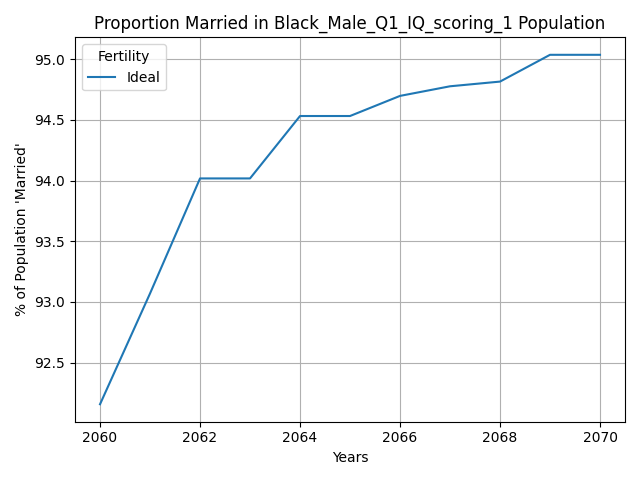 Proportion Married in Black_Male_Q1_IQ_scoring_1 Population
Fertility
Ideal
% of Population 'Married'
95.0
94.5
94.0
93.5
93.0
92.5
2060 2062 2064 2066 2068 2070
Years